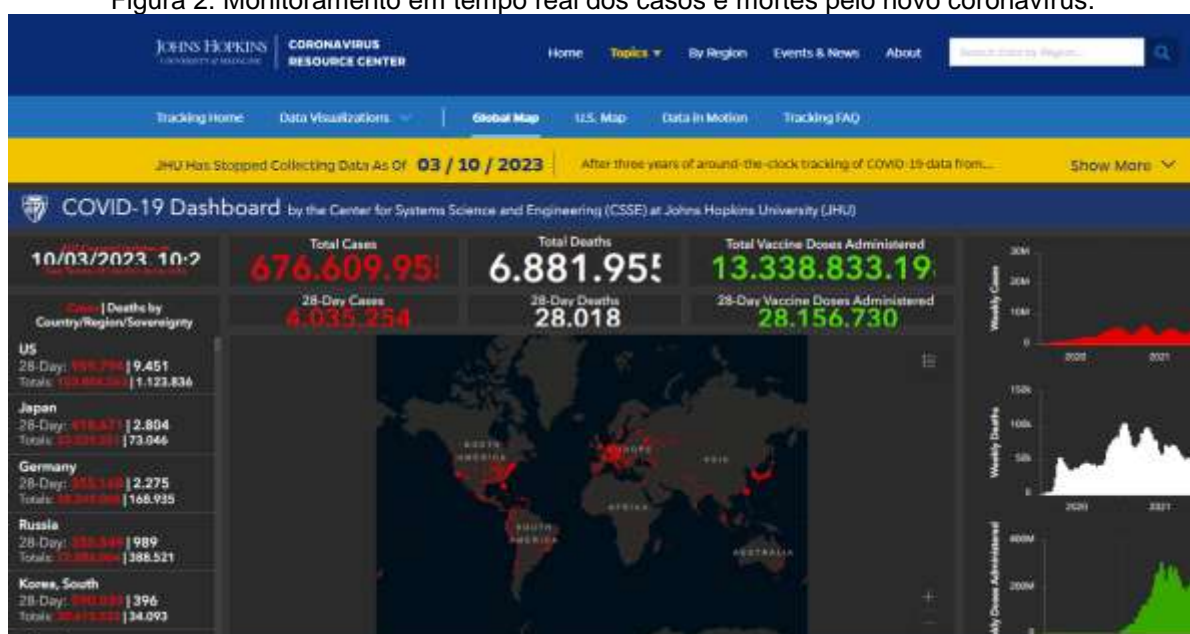 Figura 2. Monitoramento em tempo real dos casos e mortes pelo novo coronavírus.
JOHNS HOPKINS
UNIVERSITY & MEDICINE
CORONAVIRUS
RESOURCE CENTER
Home Topics By Region Events & News About
Tracking Home Data Visualizations Global Map U.S. Map Data in Motion Tracking FAQ
JHU Has Stopped Collecting Data As Of 03 / 10 / 2023 After three years of around-the-clock tracking of COVID-19 data from... Show More
COVID-19 Dashboard by the Center for Systems Science and Engineering (CSSE) at Johns Hopkins University (JHU)
10/03/2023 10:2
Total Cases
676.609.95
Total Deaths
6.881.95
Total Vaccine Doses Administered
13.338.833.19
28-Day Cases
4.035.254
28-Day Deaths
28.018
28-Day Vaccine Doses Administered
28.156.730
Cases | Deaths by
Country/Region/Sovereignty
US
28-Day: | 9.451
Totals: | 1.123.836
Japan
28-Day: | 2.804
Totals: | 73.046
Germany
28-Day: | 2.275
Totals: | 168.935
Russia
28-Day: | 989
Totals: | 388.521
Korea, South
28-Day: | 396
Totals: | 34.093
NORTH
AMERICA
EUROPE
ASIA
AFRICA
SOUTH
AMERICA
AUSTRALIA
Weekly Cases
30M
20M
10M
0
2020 2021
Weekly Deaths
150k
100k
50k
0
2020 2021
kly Doses Administered
400M
200M